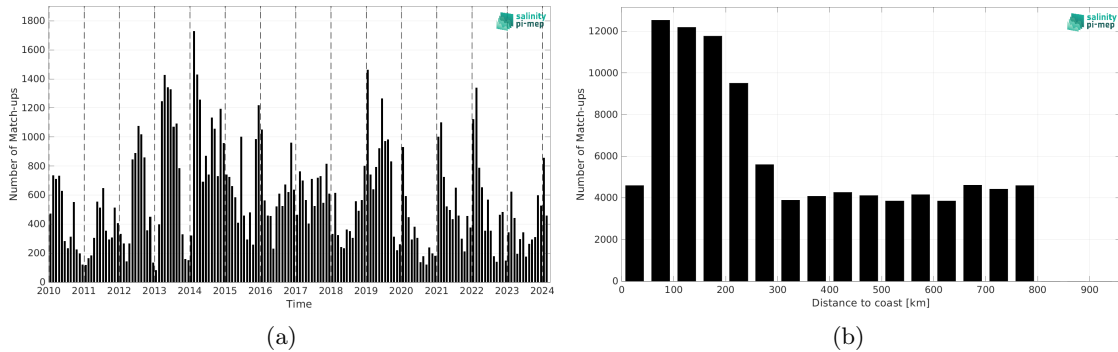 1800
1600
1400
1200
1000
800
600
400
200
0
Number of Match-ups
2010 2011 2012 2013 2014 2015 2016 2017 2018 2019 2020 2021 2022 2023 2024
Time
salinity
pi-mep
(a)
12000
10000
8000
6000
4000
2000
0
Number of Match-ups
0 100 200 300 400 500 600 700 800 900
Distance to coast [km]
salinity
pi-mep
(b)